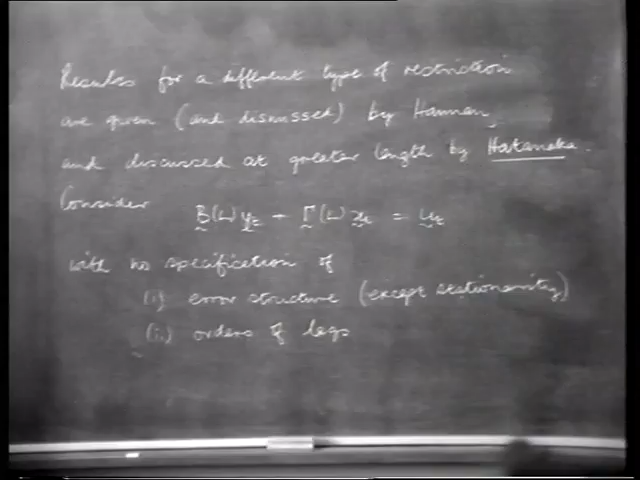 Results for a different type of restriction
are given (and discussed) by Hannan,
and discussed at greater length by Hatanaka.
Consider
B(L)y_t + Γ(L)x_t = u_t
with no specification of
(i) error structure (except stationarity)
(ii) orders of lags